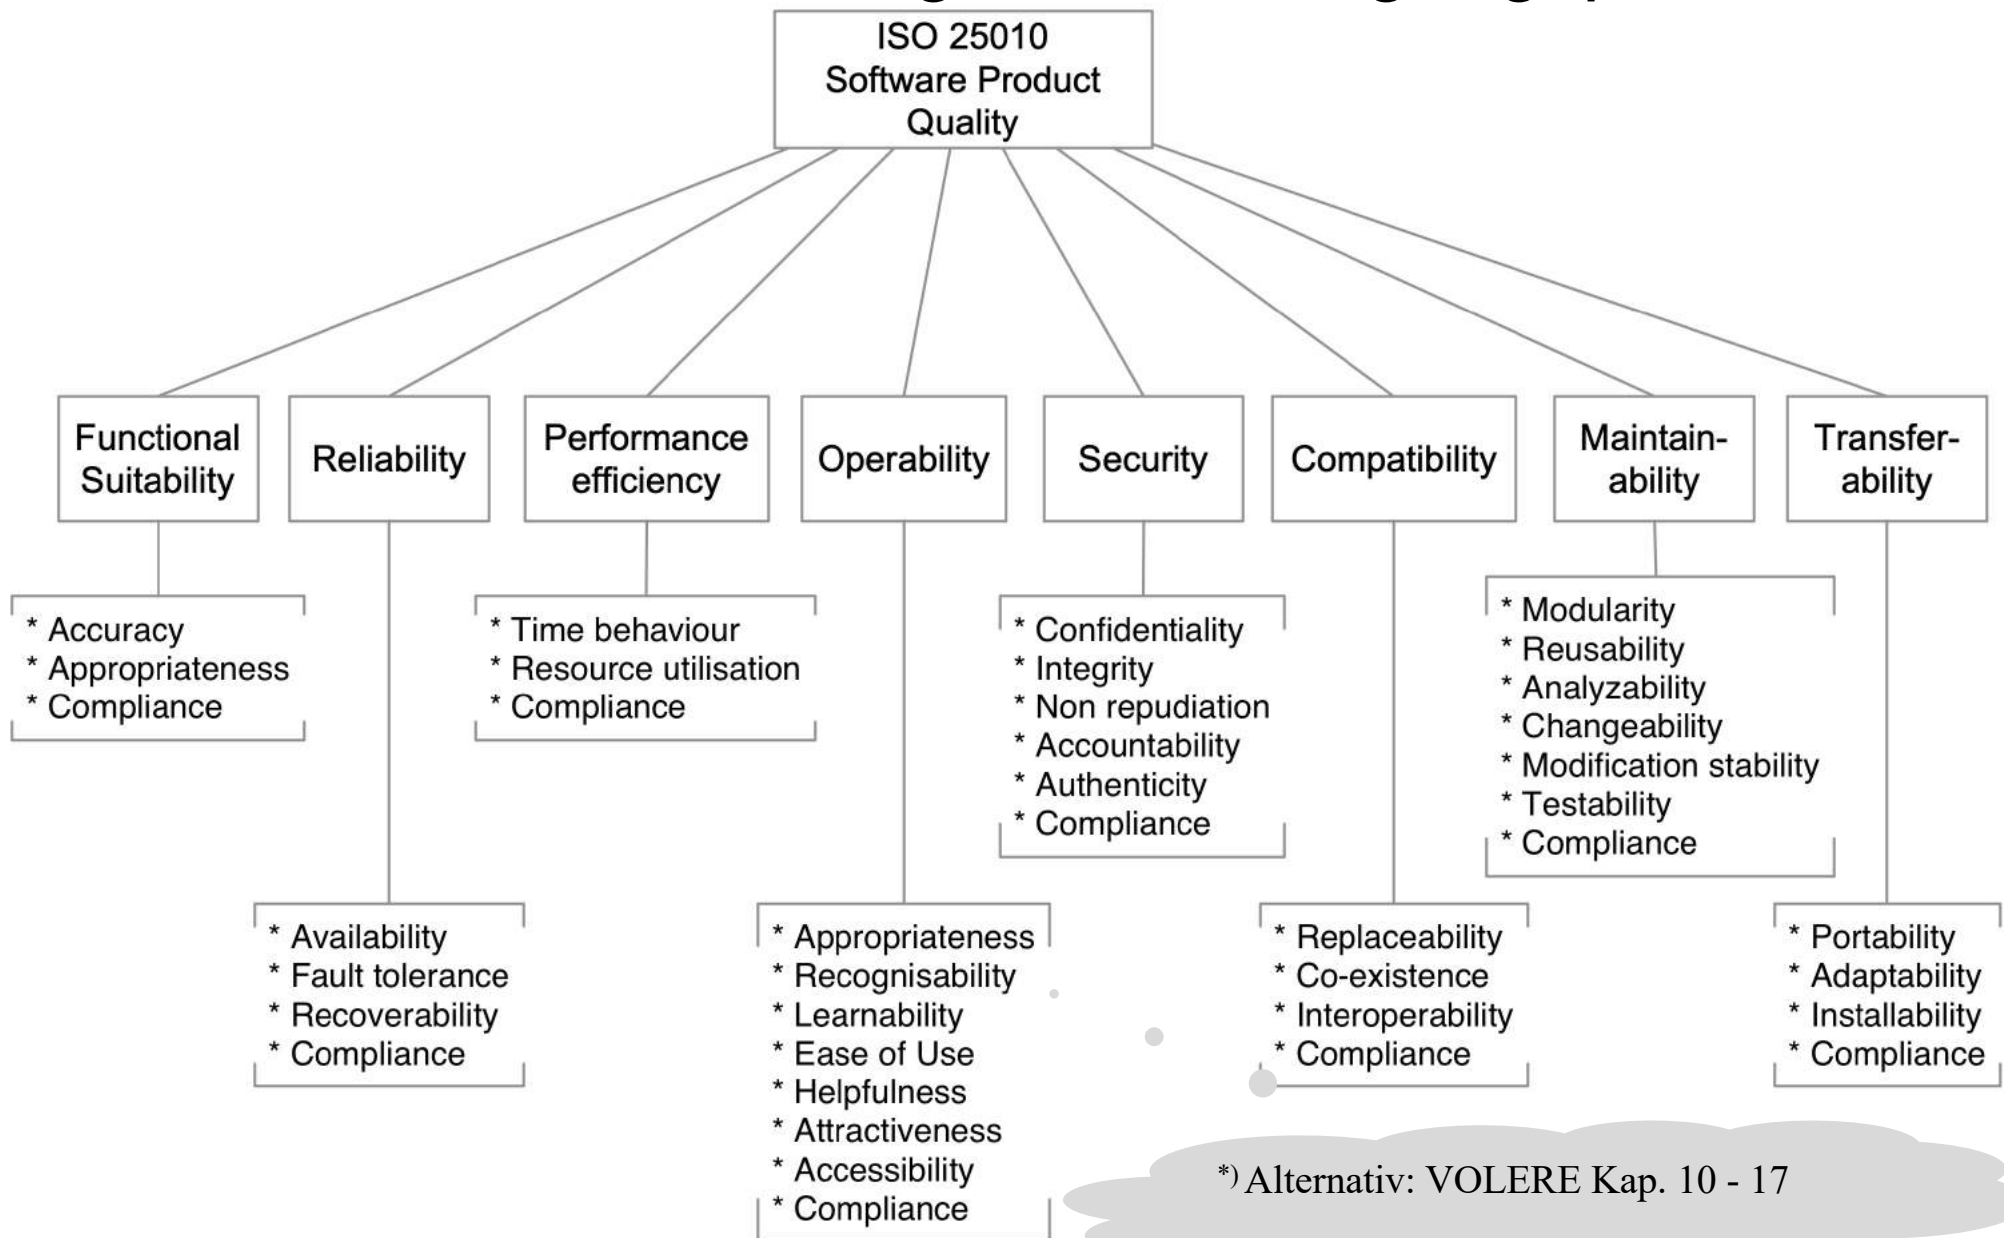 ISO 25010
Software Product
Quality
Functional
Suitability
Reliability
Performance
efficiency
Operability
Security
Compatibility
Maintain-
ability
Transfer-
ability
* Accuracy
* Appropriateness
* Compliance
* Availability
* Fault tolerance
* Recoverability
* Compliance
* Time behaviour
* Resource utilisation
* Compliance
* Appropriateness
* Recognisability
* Learnability
* Ease of Use
* Helpfulness
* Attractiveness
* Accessibility
* Compliance
* Confidentiality
* Integrity
* Non repudiation
* Accountability
* Authenticity
* Compliance
* Replaceability
* Co-existence
* Interoperability
* Compliance
* Modularity
* Reusability
* Analyzability
* Changeability
* Modification stability
* Testability
* Compliance
* Portability
* Adaptability
* Installability
* Compliance
*) Alternativ: VOLERE Kap. 10 - 17